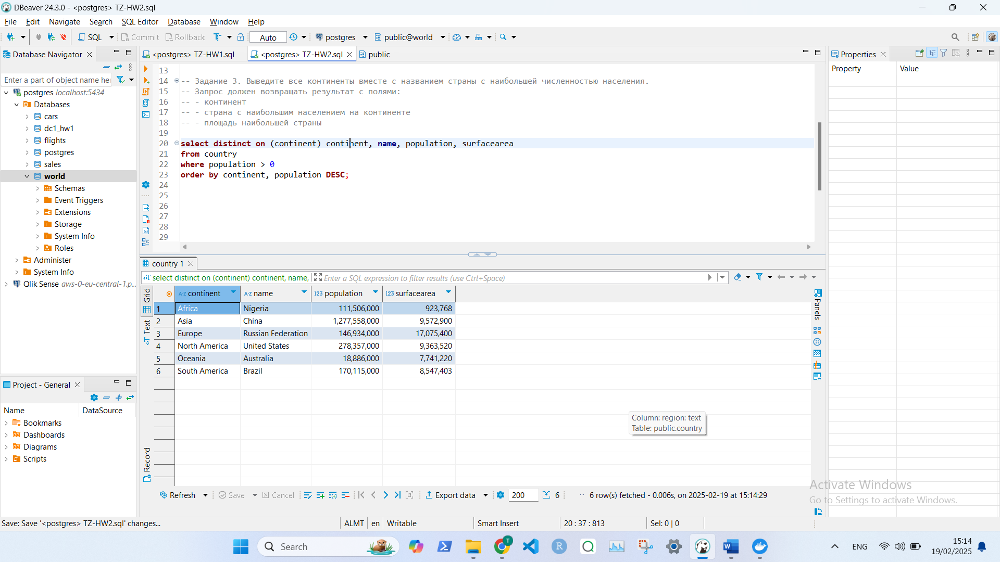 DBeaver 24.3.0 - <postgres> TZ-HW2.sql
File Edit Navigate Search SQL Editor Database Window Help
SQL Commit Rollback Auto postgres public@world
Database Navigator
Enter a part of object name her
postgres localhost:5434
Databases
cars
dc1_hw1
flights
postgres
sales
world
Schemas
Event Triggers
Extensions
Storage
System Info
Roles
Administer
System Info
Qlik Sense aws-0-eu-central-1.p...
Project - General
Name DataSource
Bookmarks
Dashboards
Diagrams
Scripts
<postgres> TZ-HW1.sql <postgres> TZ-HW2.sql public
13
14 -- Задание 3. Выведите все континенты вместе с названием страны с наибольшей численностью населения.
15 -- Запрос должен возвращать результат с полями:
16 -- - континент
17 -- - страна с наибольшим населением на континенте
18 -- - площадь наибольшей страны
19
20 select distinct on (continent) continent, name, population, surfacearea
21 from country
22 where population > 0
23 order by continent, population DESC;
24
25
26
27
28
29
country 1
select distinct on (continent) continent, name, Enter a SQL expression to filter results (use Ctrl+Space)
Grid
Text
Record
continent name population surfacearea
1 Africa Nigeria 111,506,000 923,768
2 Asia China 1,277,558,000 9,572,900
3 Europe Russian Federation 146,934,000 17,075,400
4 North America United States 278,357,000 9,363,520
5 Oceania Australia 18,886,000 7,741,220
6 South America Brazil 170,115,000 8,547,403
Panels
Column: region: text
Table: public.country
Refresh Save Cancel Export data 200 6 6 row(s) fetched - 0.006s, on 2025-02-19 at 15:14:29
Properties
Property Value
Activate Windows
Go to Settings to activate Windows.
Save: Save '<postgres> TZ-HW2.sql' changes... ALMT en Writable Smart Insert 20 : 37 : 813 Sel: 0 | 0
Search
ENG
15:14
19/02/2025